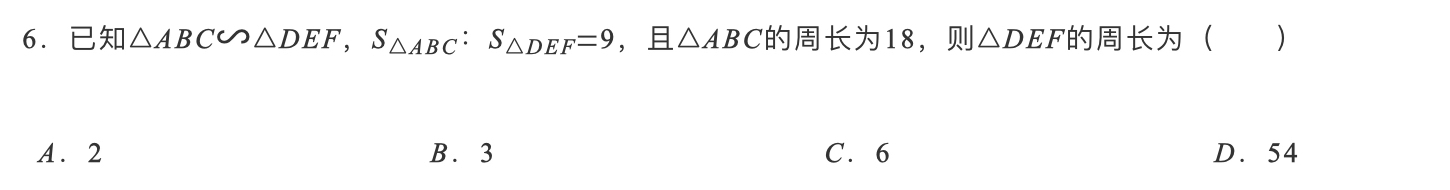 6．已知△ABC∽△DEF，S△ABC：S△DEF=9，且△ABC的周长为18，则△DEF的周长为（　　）
A．2　B．3　C．6　D．54